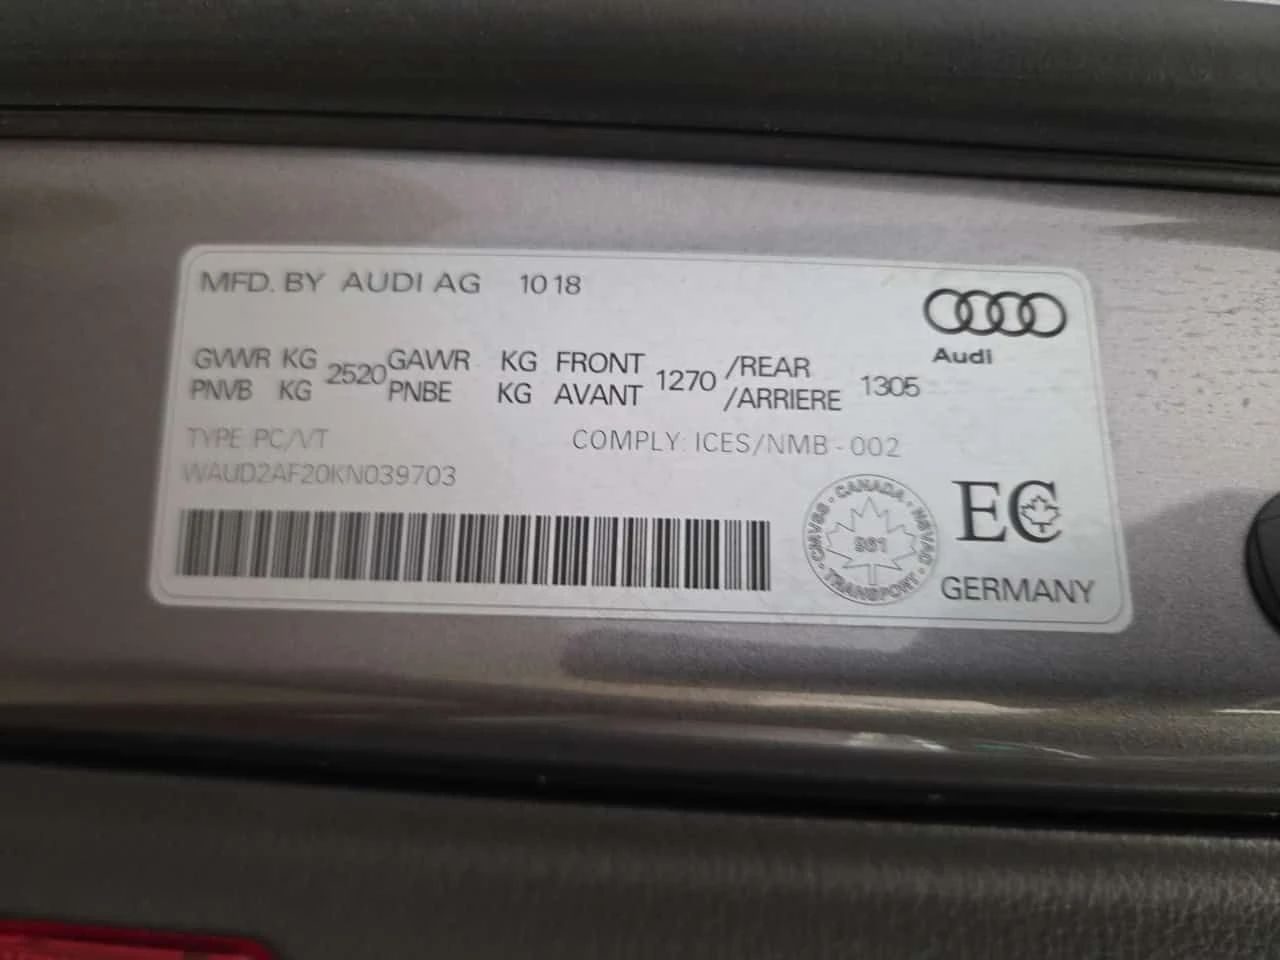 MFD. BY AUDI AG 10 18
Audi
GVWR KG 2520 GAWR KG FRONT 1270 /REAR 1305
PNVB KG PNBE KG AVANT /ARRIERE
TYPE PC/VT COMPLY: ICES/NMB - 002
WAUD2AF20KN039703
CANADA · NSVAC · TRANSPORT · CMVSS ·
861
EC
GERMANY